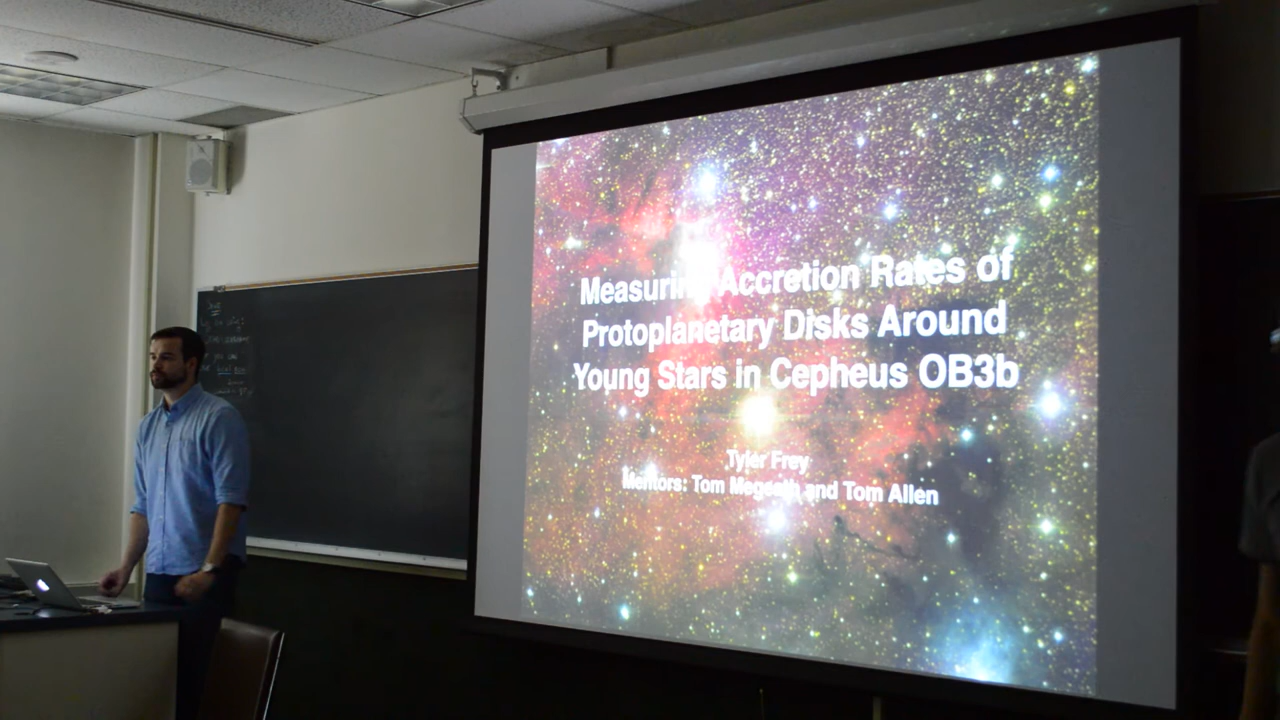 Measuring Accretion Rates of
Protoplanetary Disks Around
Young Stars in Cepheus OB3b
Tyler Frey
Mentors: Tom Megeath and Tom Allen